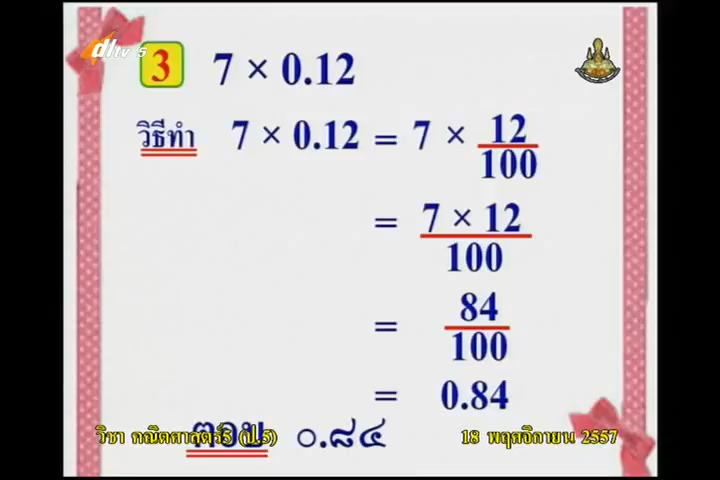 dltv 5
3 7 × 0.12
วิธีทำ 7 × 0.12 = 7 × 12/100
= 7 × 12/100
= 84/100
= 0.84
ตอบ ๐.๘๔
วิชา คณิตศาสตร์ (ป.5) 18 พฤศจิกายน 2557